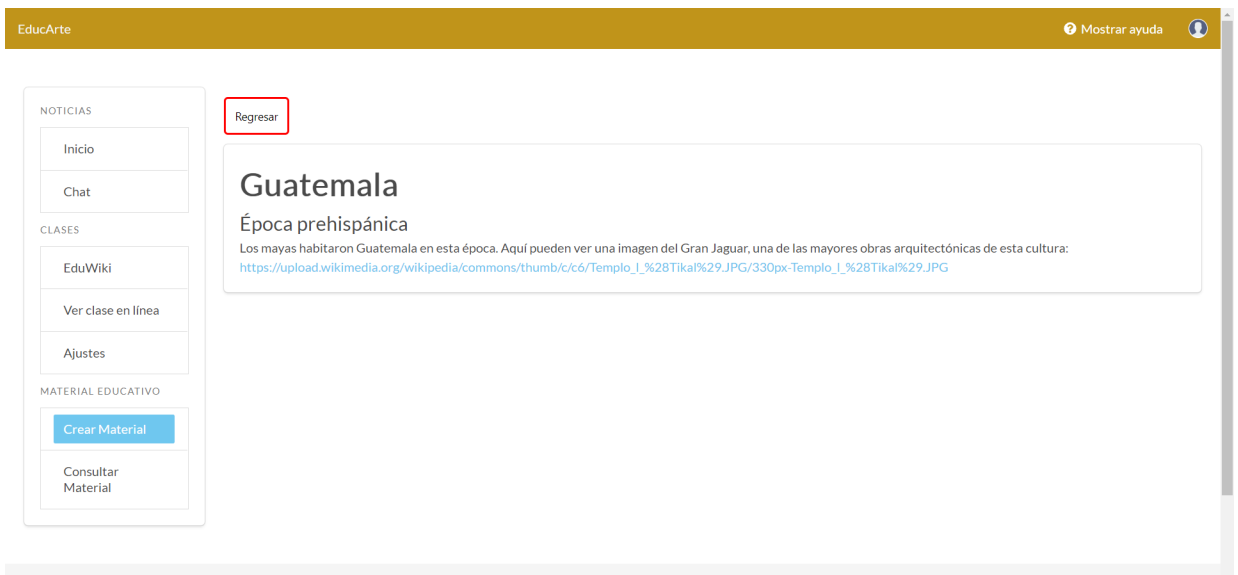 EducArte
Mostrar ayuda
NOTICIAS
Inicio
Chat
CLASES
EduWiki
Ver clase en línea
Ajustes
MATERIAL EDUCATIVO
Crear Material
Consultar
Material
Regresar
Guatemala
Época prehispánica
Los mayas habitaron Guatemala en esta época. Aquí pueden ver una imagen del Gran Jaguar, una de las mayores obras arquitectónicas de esta cultura:
https://upload.wikimedia.org/wikipedia/commons/thumb/c/c6/Templo_I_%28Tikal%29.JPG/330px-Templo_I_%28Tikal%29.JPG